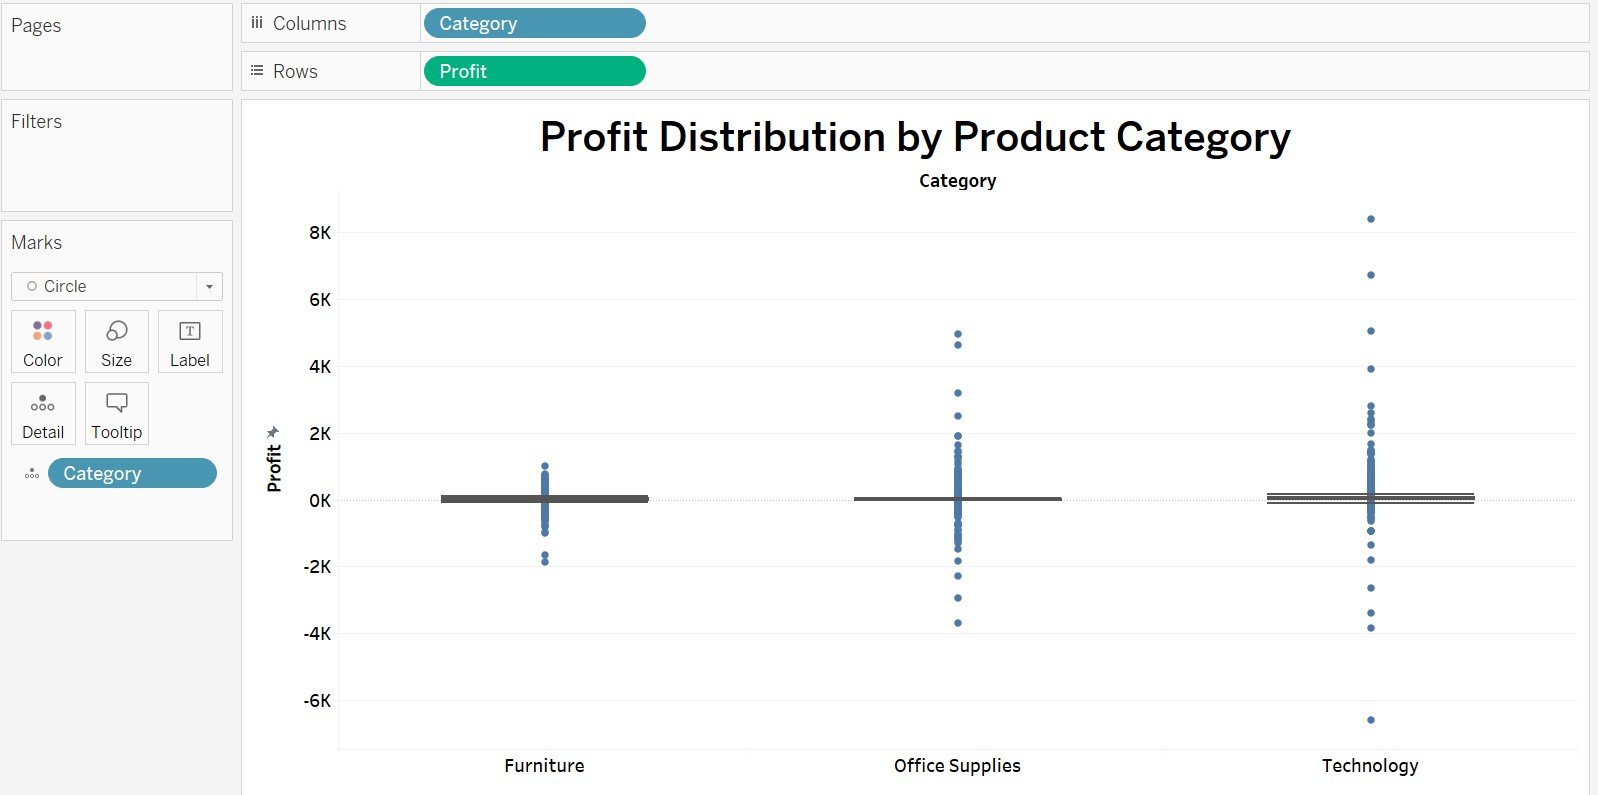 Pages
Columns
Category
Rows
Profit
Filters
Marks
Circle
Color
Size
T
Label
Detail
Tooltip
Category
Profit Distribution by Product Category
Category
8K
6K
4K
2K
0K
-2K
-4K
-6K
Profit
Furniture
Office Supplies
Technology